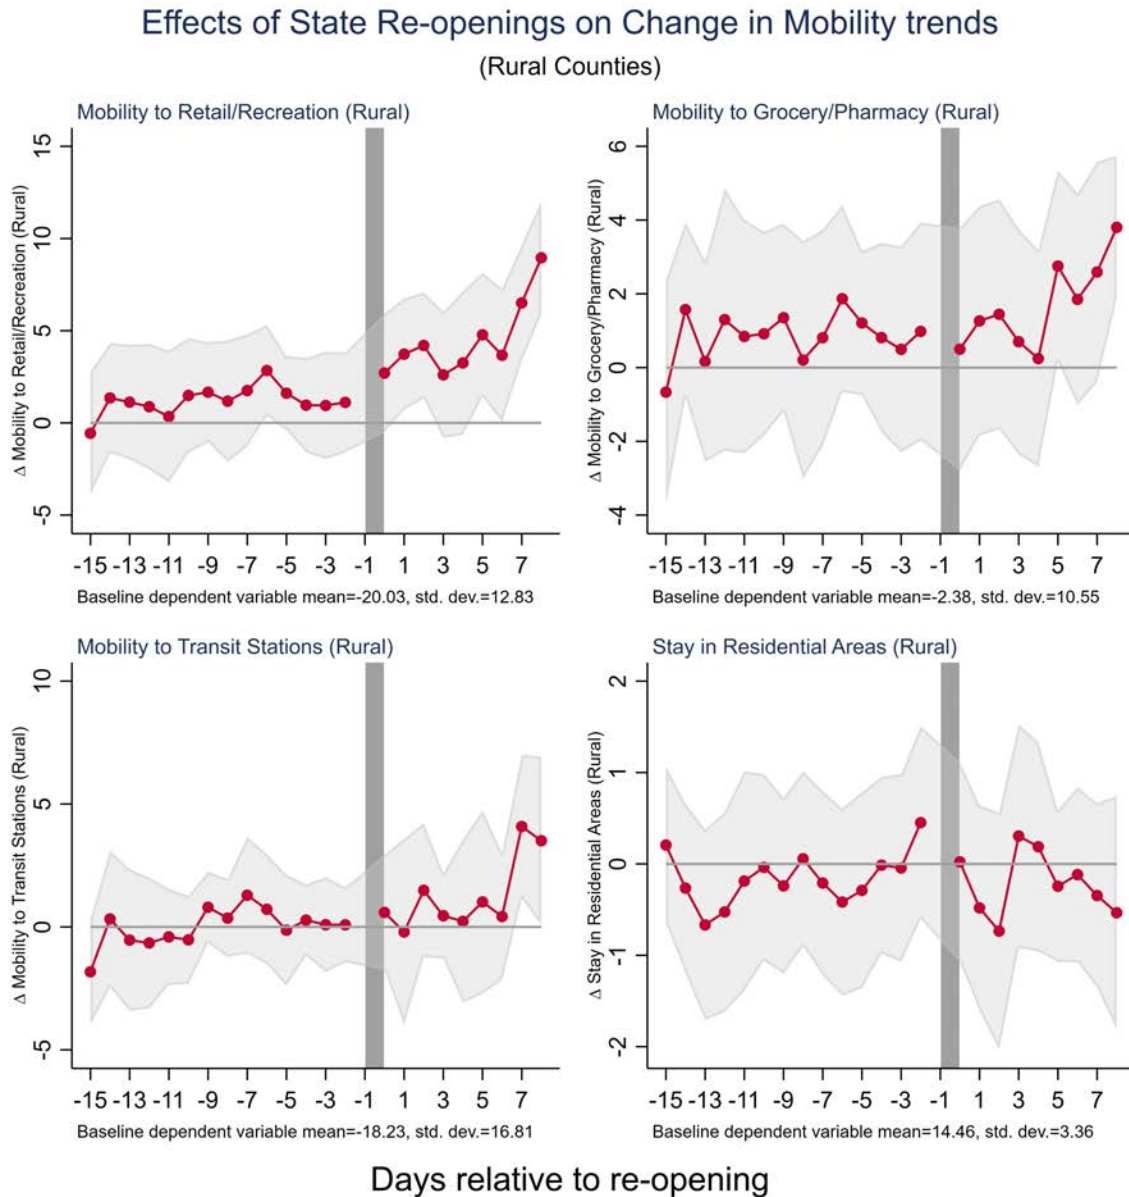 Effects of State Re-openings on Change in Mobility trends
(Rural Counties)
Mobility to Retail/Recreation (Rural)
Δ Mobility to Retail/Recreation (Rural)
15
10
5
0
-5
-15 -13 -11 -9 -7 -5 -3 -1 1 3 5 7
Baseline dependent variable mean=-20.03, std. dev.=12.83
Mobility to Grocery/Pharmacy (Rural)
Δ Mobility to Grocery/Pharmacy (Rural)
6
4
2
0
-2
-4
-15 -13 -11 -9 -7 -5 -3 -1 1 3 5 7
Baseline dependent variable mean=-2.38, std. dev.=10.55
Mobility to Transit Stations (Rural)
Δ Mobility to Transit Stations (Rural)
10
5
0
-5
-15 -13 -11 -9 -7 -5 -3 -1 1 3 5 7
Baseline dependent variable mean=-18.23, std. dev.=16.81
Stay in Residential Areas (Rural)
Δ Stay in Residential Areas (Rural)
2
1
0
-1
-2
-15 -13 -11 -9 -7 -5 -3 -1 1 3 5 7
Baseline dependent variable mean=14.46, std. dev.=3.36
Days relative to re-opening